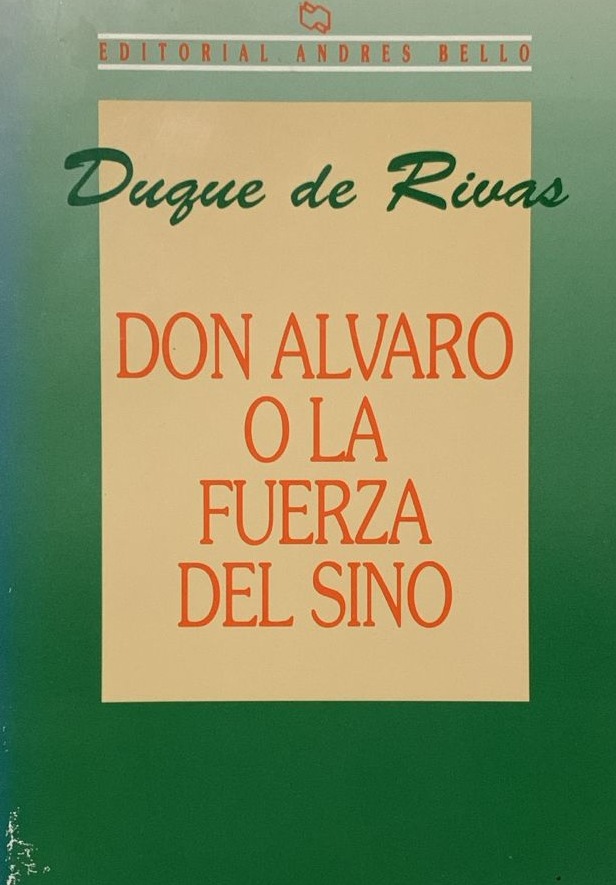 EDITORIAL ANDRES BELLO
Duque de Rivas
DON ALVARO
O LA
FUERZA
DEL SINO